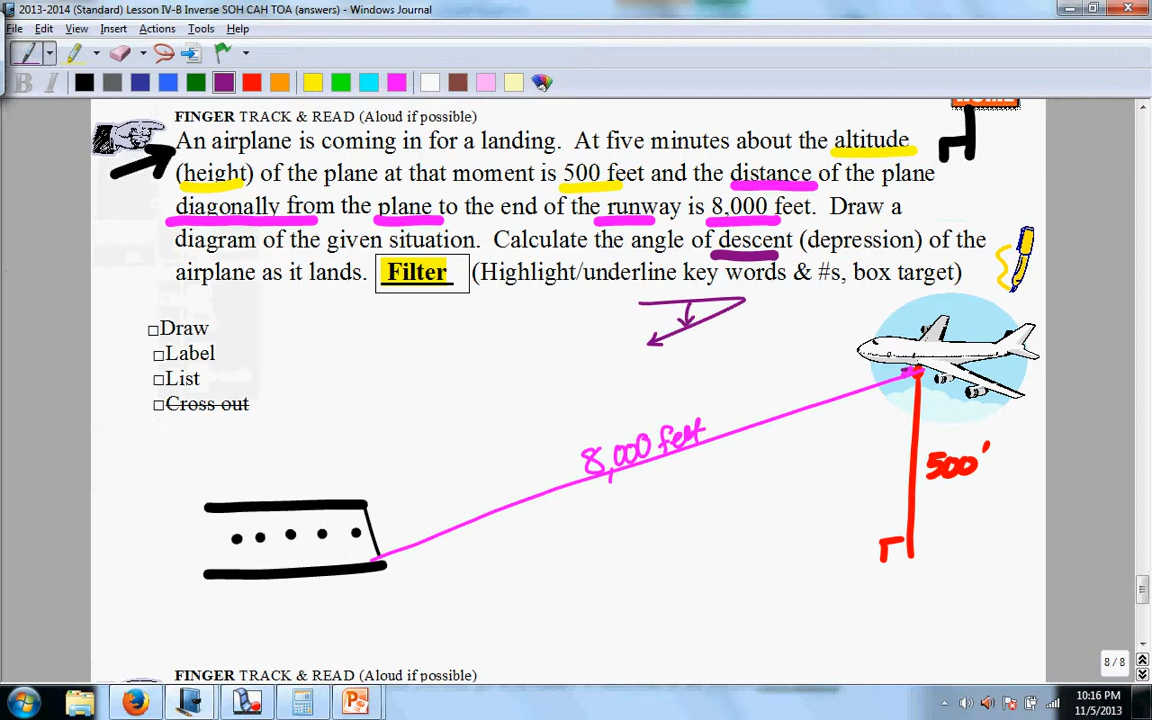 2013-2014 (Standard) Lesson IV-B Inverse SOH CAH TOA (answers) - Windows Journal
File Edit View Insert Actions Tools Help
B I
FINGER TRACK & READ (Aloud if possible)
An airplane is coming in for a landing. At five minutes about the altitude
(height) of the plane at that moment is 500 feet and the distance of the plane
diagonally from the plane to the end of the runway is 8,000 feet. Draw a
diagram of the given situation. Calculate the angle of descent (depression) of the
airplane as it lands. Filter (Highlight/underline key words & #s, box target)
□Draw
□Label
□List
□Cross out
8,000 feet
500'
FINGER TRACK & READ (Aloud if possible)
8/8
10:16 PM
11/5/2013